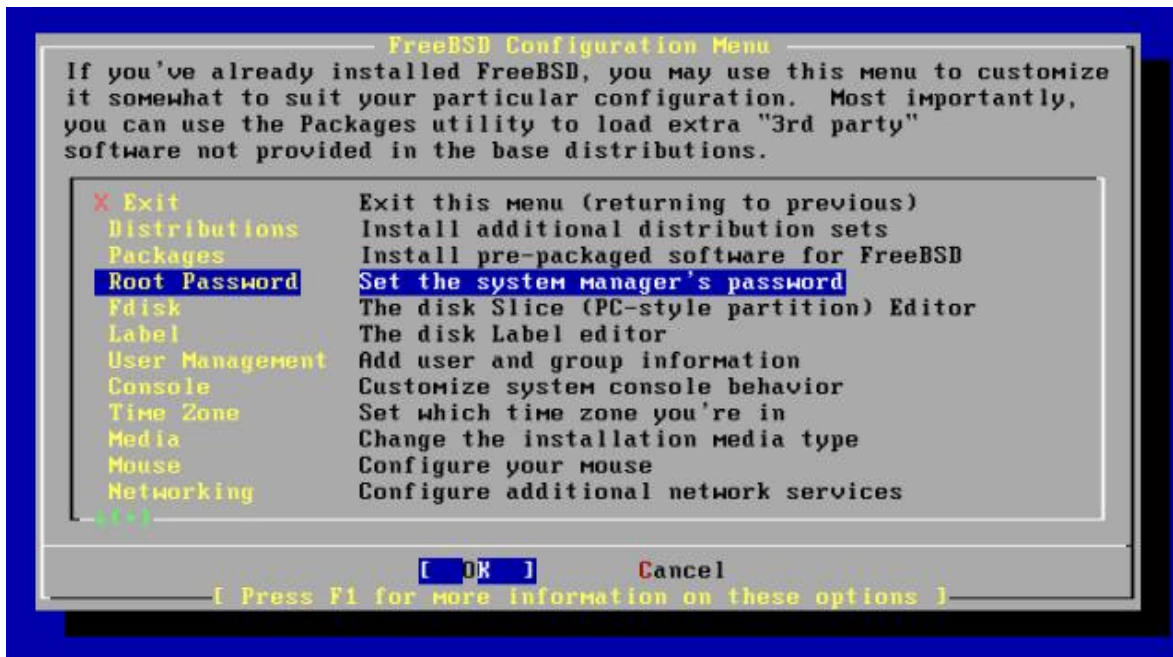 FreeBSD Configuration Menu
If you've already installed FreeBSD, you may use this menu to customize
it somewhat to suit your particular configuration.  Most importantly,
you can use the Packages utility to load extra "3rd party"
software not provided in the base distributions.
X Exit Exit this menu (returning to previous)
Distributions Install additional distribution sets
Packages Install pre-packaged software for FreeBSD
Root Password Set the system manager's password
Fdisk The disk Slice (PC-style partition) Editor
Label The disk Label editor
User Management Add user and group information
Console Customize system console behavior
Time Zone Set which time zone you're in
Media Change the installation media type
Mouse Configure your mouse
Networking Configure additional network services
[ OK ] Cancel
[ Press F1 for more information on these options ]